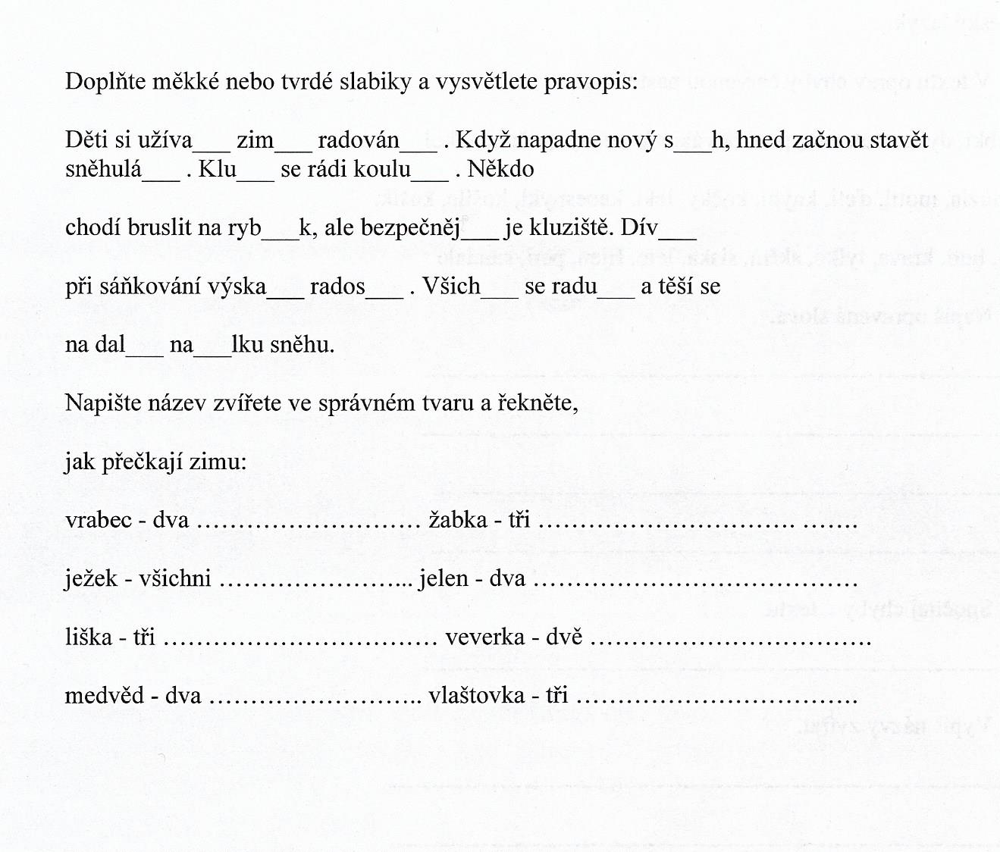 Doplňte měkké nebo tvrdé slabiky a vysvětlete pravopis:
Děti si užíva___ zim___ radován___ . Když napadne nový s___h, hned začnou stavět
sněhulá___ . Klu___ se rádi koulu___ . Někdo
chodí bruslit na ryb___k, ale bezpečněj___ je kluziště. Dív___
při sáňkování výska___ rados___ . Všich___ se radu___ a těší se
na dal___ na___lku sněhu.
Napište název zvířete ve správném tvaru a řekněte,
jak přečkají zimu:
vrabec - dva ............................. žabka - tři ................................. .......
ježek - všichni ......................... jelen - dva ..........................................
liška - tři .................................... veverka - dvě .....................................
medvěd - dva ............................ vlaštovka - tři .....................................